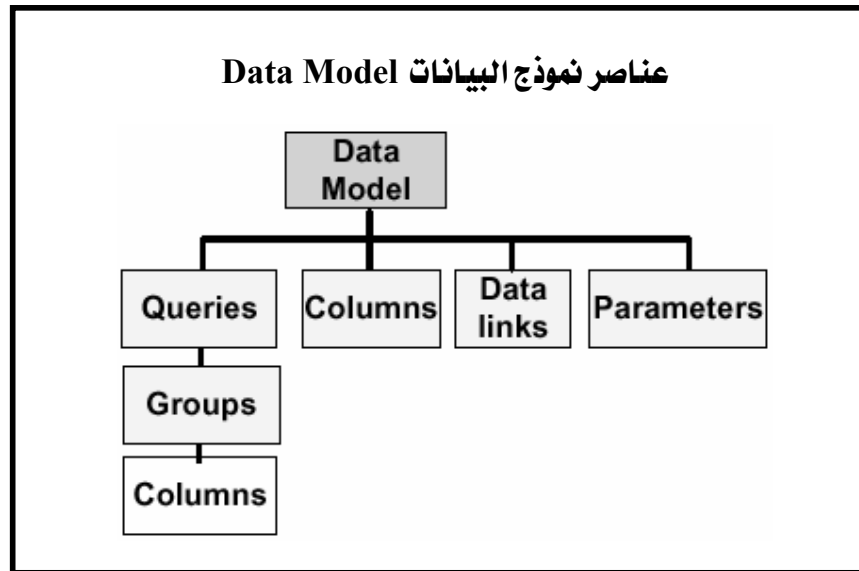 عناصر نموذج البيانات Data Model
Data
Model
Queries
Columns
Data
links
Parameters
Groups
Columns